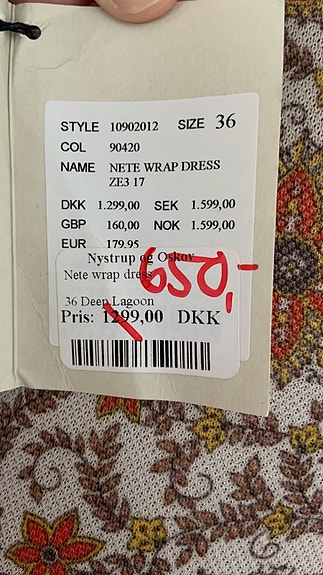 STYLE 10902012 SIZE 36
COL 90420
NAME NETE WRAP DRESS
ZE3 17
DKK 1.299,00 SEK 1.599,00
GBP 160,00 NOK 1.599,00
EUR 179.95
Nystrup og Oskov
Nete wrap dress
650,-
36 Deep Lagoon
Pris: 1299,00 DKK